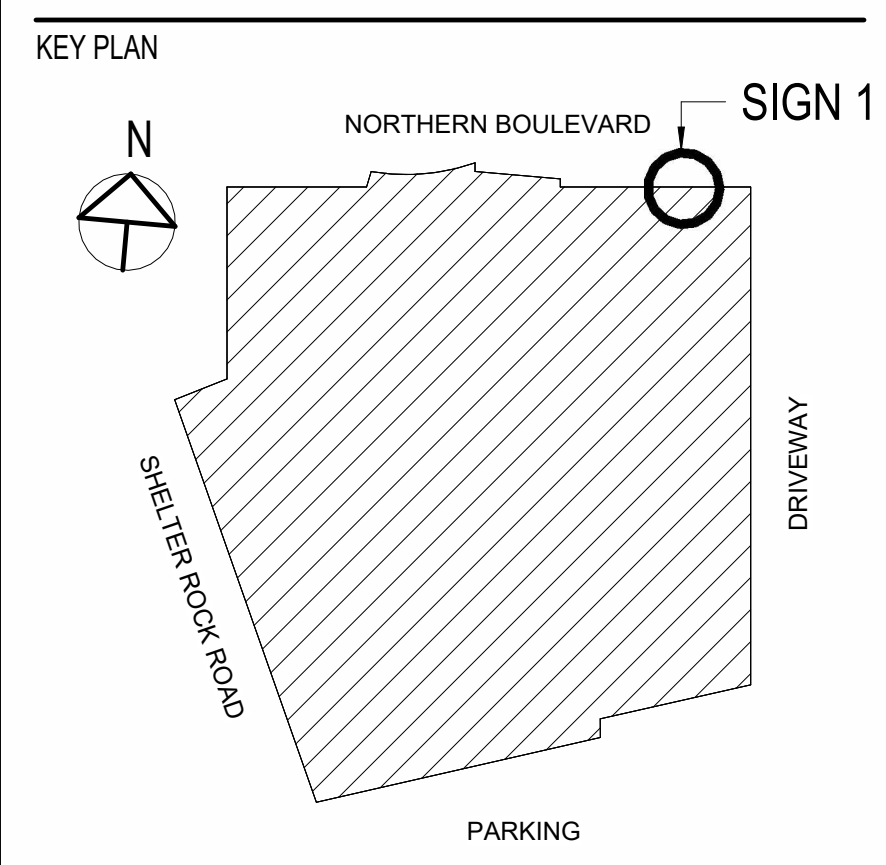 KEY PLAN
SIGN 1
NORTHERN BOULEVARD
N
DRIVEWAY
SHELTER ROCK ROAD
PARKING